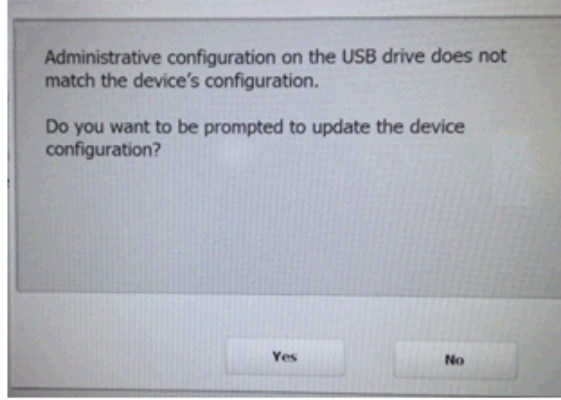 Administrative configuration on the USB drive does not
match the device's configuration.
Do you want to be prompted to update the device
configuration?
Yes
No